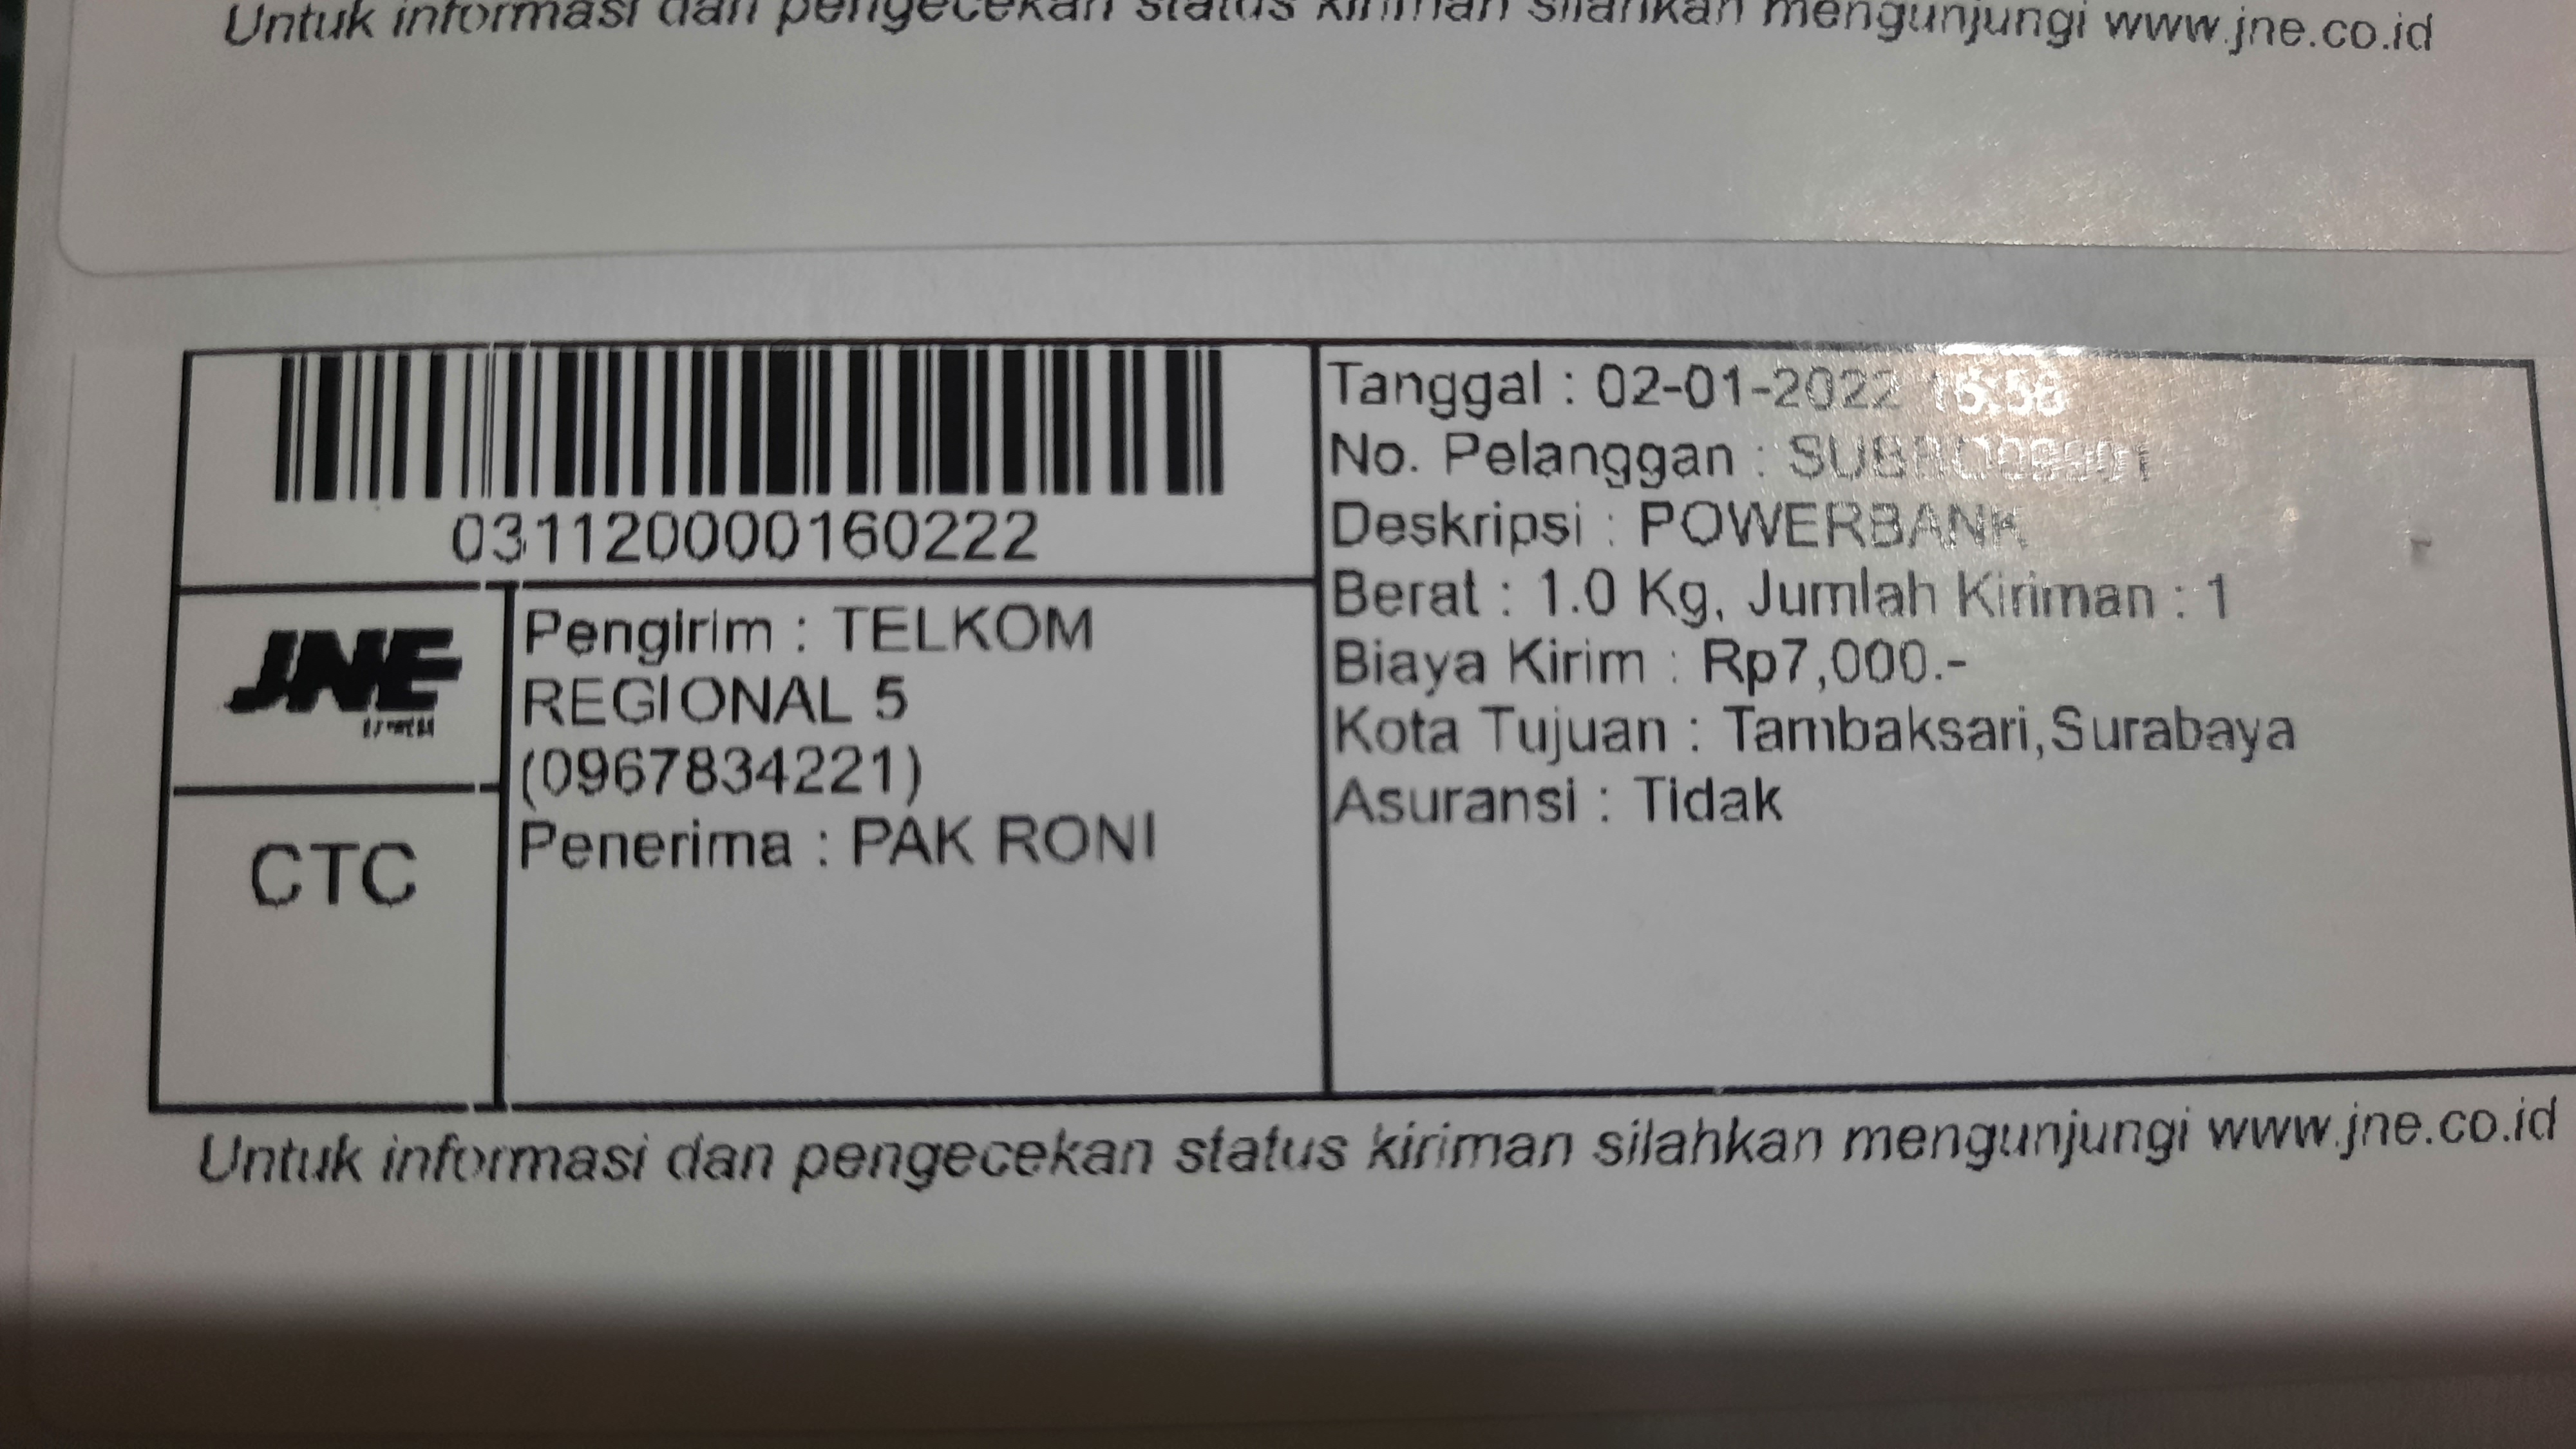 031120000160222
JNE
CTC
Pengirim : TELKOM
REGIONAL 5
(0967834221)
Penerima : PAK RONI
Tanggal : 02-01-2022
No. Pelanggan :
Deskripsi : POWERBANK
Berat : 1.0 Kg, Jumlah Kiriman : 1
Biaya Kirim : Rp7,000.-
Kota Tujuan : Tambaksari,Surabaya
Asuransi : Tidak
Untuk informasi dan pengecekan status kiriman silahkan mengunjungi www.jne.co.id
Untuk informasi dan pengecekan status kiriman silahkan mengunjungi www.jne.co.id